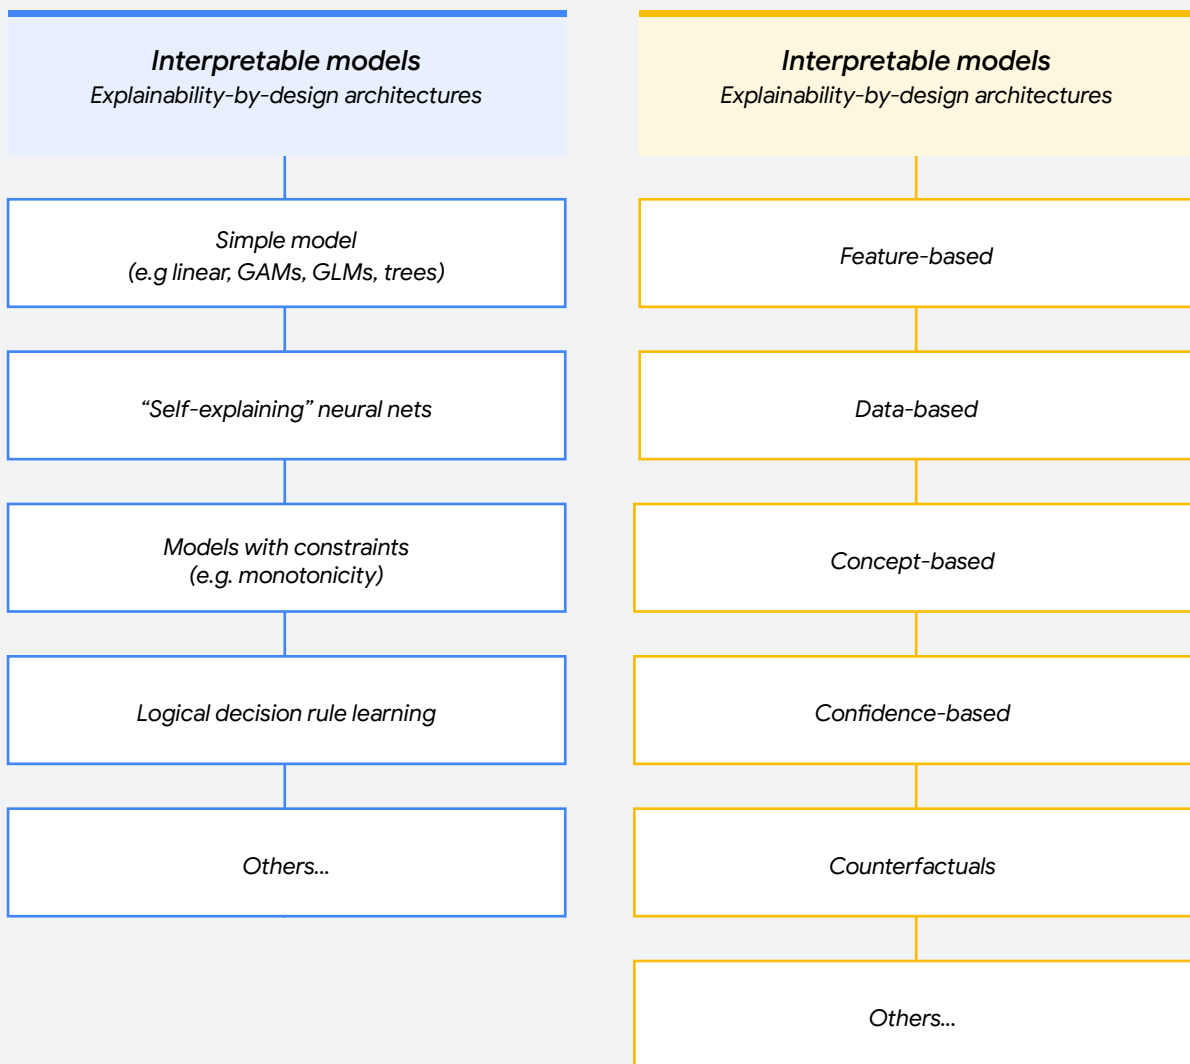 Interpretable models
Explainability-by-design architectures
Simple model
(e.g linear, GAMs, GLMs, trees)
“Self-explaining” neural nets
Models with constraints
(e.g. monotonicity)
Logical decision rule learning
Others...
Interpretable models
Explainability-by-design architectures
Feature-based
Data-based
Concept-based
Confidence-based
Counterfactuals
Others...